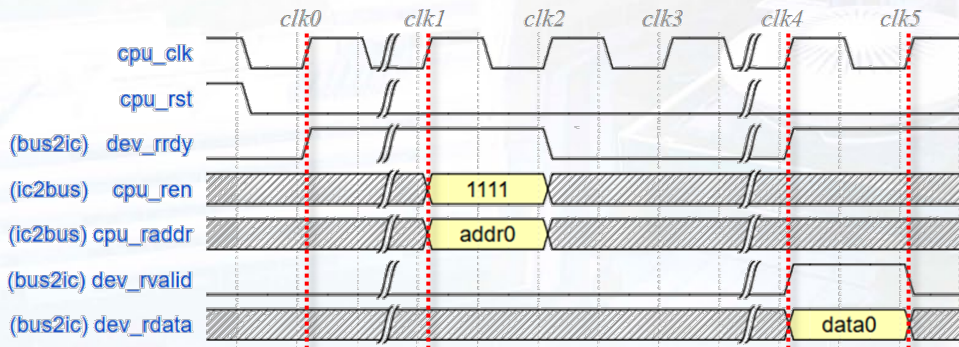 clk0 clk1 clk2 clk3 clk4 clk5
cpu_clk
cpu_rst
(bus2ic) dev_rrdy
(ic2bus) cpu_ren 1111
(ic2bus) cpu_raddr addr0
(bus2ic) dev_rvalid
(bus2ic) dev_rdata data0